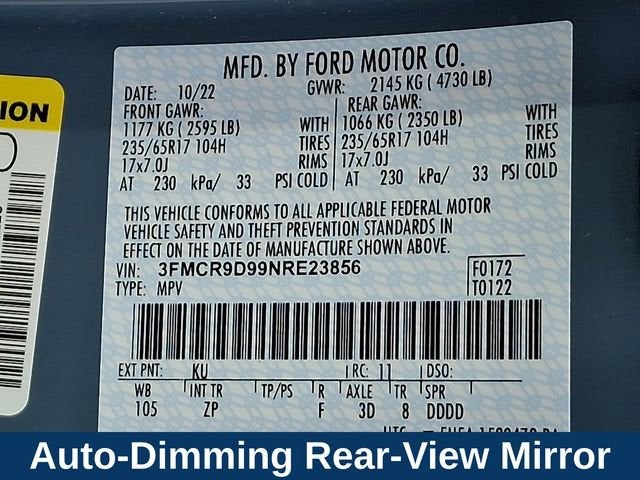 ION
MFD. BY FORD MOTOR CO.
DATE: 10/22 GVWR: 2145 KG ( 4730 LB)
FRONT GAWR: REAR GAWR:
1177 KG ( 2595 LB) WITH 1066 KG ( 2350 LB) WITH
235/65R17 104H TIRES 235/65R17 104H TIRES
17x7.0J RIMS 17x7.0J RIMS
AT 230 kPa/ 33 PSI COLD AT 230 kPa/ 33 PSI COLD
THIS VEHICLE CONFORMS TO ALL APPLICABLE FEDERAL MOTOR
VEHICLE SAFETY AND THEFT PREVENTION STANDARDS IN
EFFECT ON THE DATE OF MANUFACTURE SHOWN ABOVE.
VIN: 3FMCR9D99NRE23856 F0172
TYPE: MPV T0122
EXT PNT: KU RC: 11 DSO:
WB INT TR TP/PS R AXLE TR SPR
105 ZP F 3D 8 DDDD
Auto-Dimming Rear-View Mirror